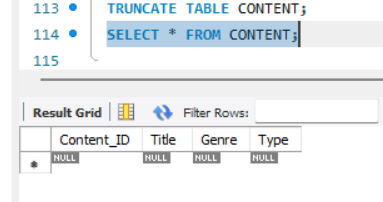 113 TRUNCATE TABLE CONTENT;
114 SELECT * FROM CONTENT;
115
Result Grid Filter Rows:
Content_ID Title Genre Type
* NULL NULL NULL NULL